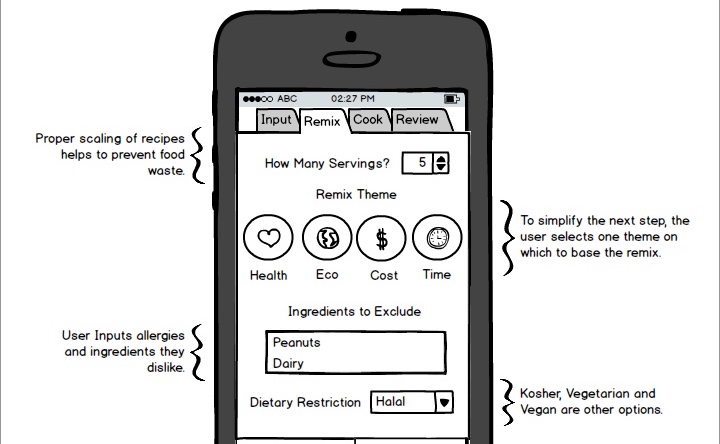 ABC 02:27 PM
Input Remix Cook Review
Proper scaling of recipes
helps to prevent food
waste.
How Many Servings? 5
Remix Theme
$
Health Eco Cost Time
To simplify the next step, the
user selects one theme on
which to base the remix.
Ingredients to Exclude
Peanuts
Dairy
User Inputs allergies
and ingredients they
dislike.
Dietary Restriction Halal
Kosher, Vegetarian and
Vegan are other options.